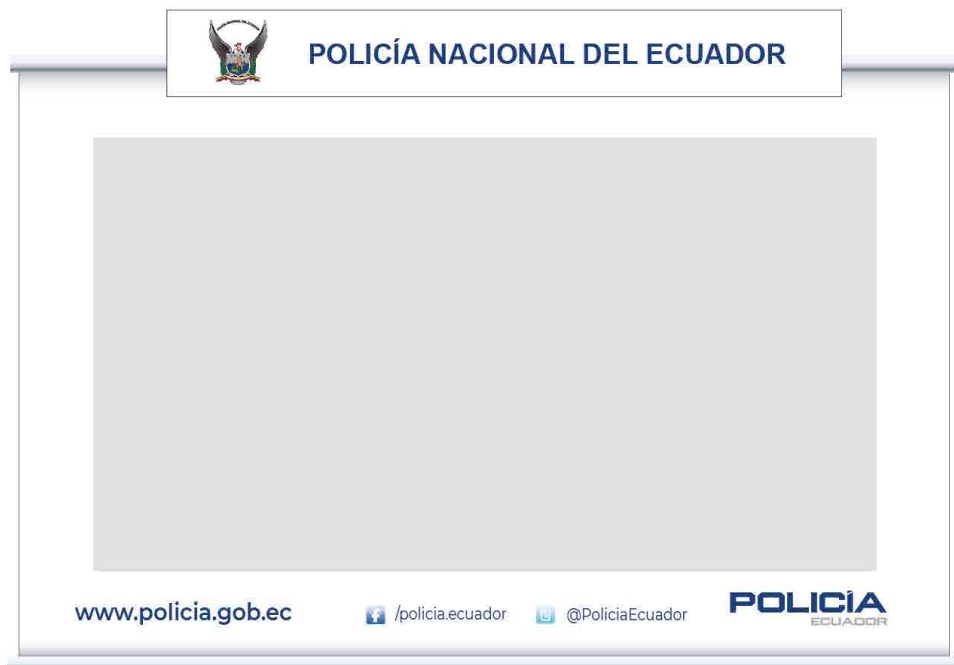 POLICÍA NACIONAL DEL ECUADOR
www.policia.gob.ec
/policia.ecuador
@PoliciaEcuador
POLICÍA
ECUADOR